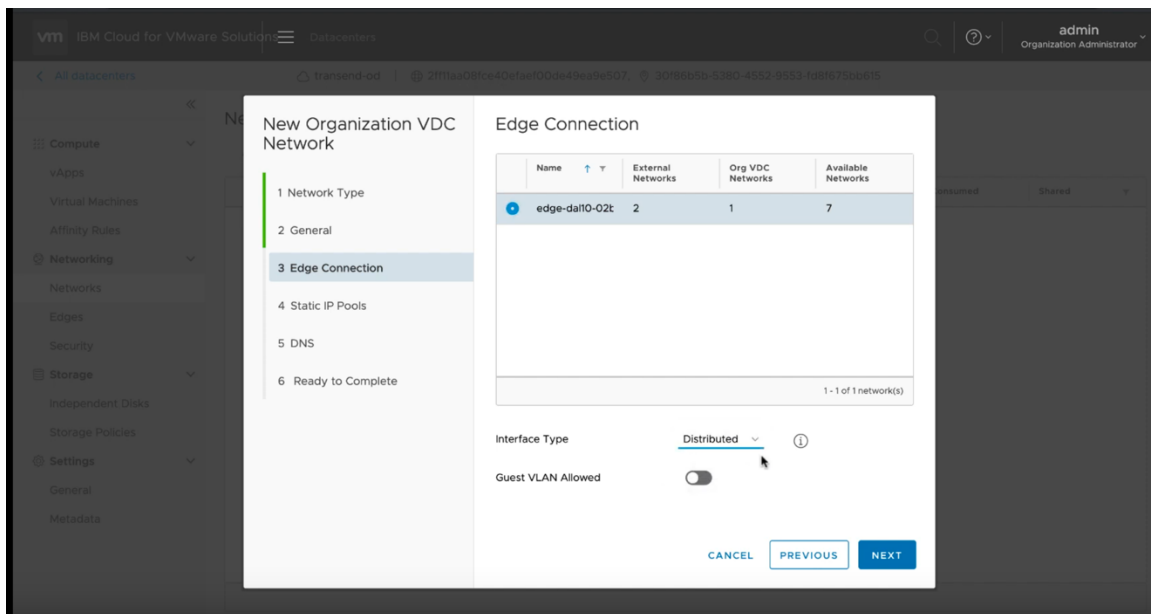 vm IBM Cloud for VMware Solutions Datacenters
admin
Organization Administrator
All datacenters
transend-od
Compute
vApps
Virtual Machines
Affinity Rules
Networking
Networks
Edges
Security
Storage
Independent Disks
Storage Policies
Settings
General
Metadata
Consumed
Shared
New Organization VDC
Network
1 Network Type
2 General
3 Edge Connection
4 Static IP Pools
5 DNS
6 Ready to Complete
Edge Connection
Name External Networks Org VDC Networks Available Networks
edge-dal10-02b 2 1 7
1 - 1 of 1 network(s)
Interface Type Distributed
Guest VLAN Allowed
CANCEL PREVIOUS NEXT